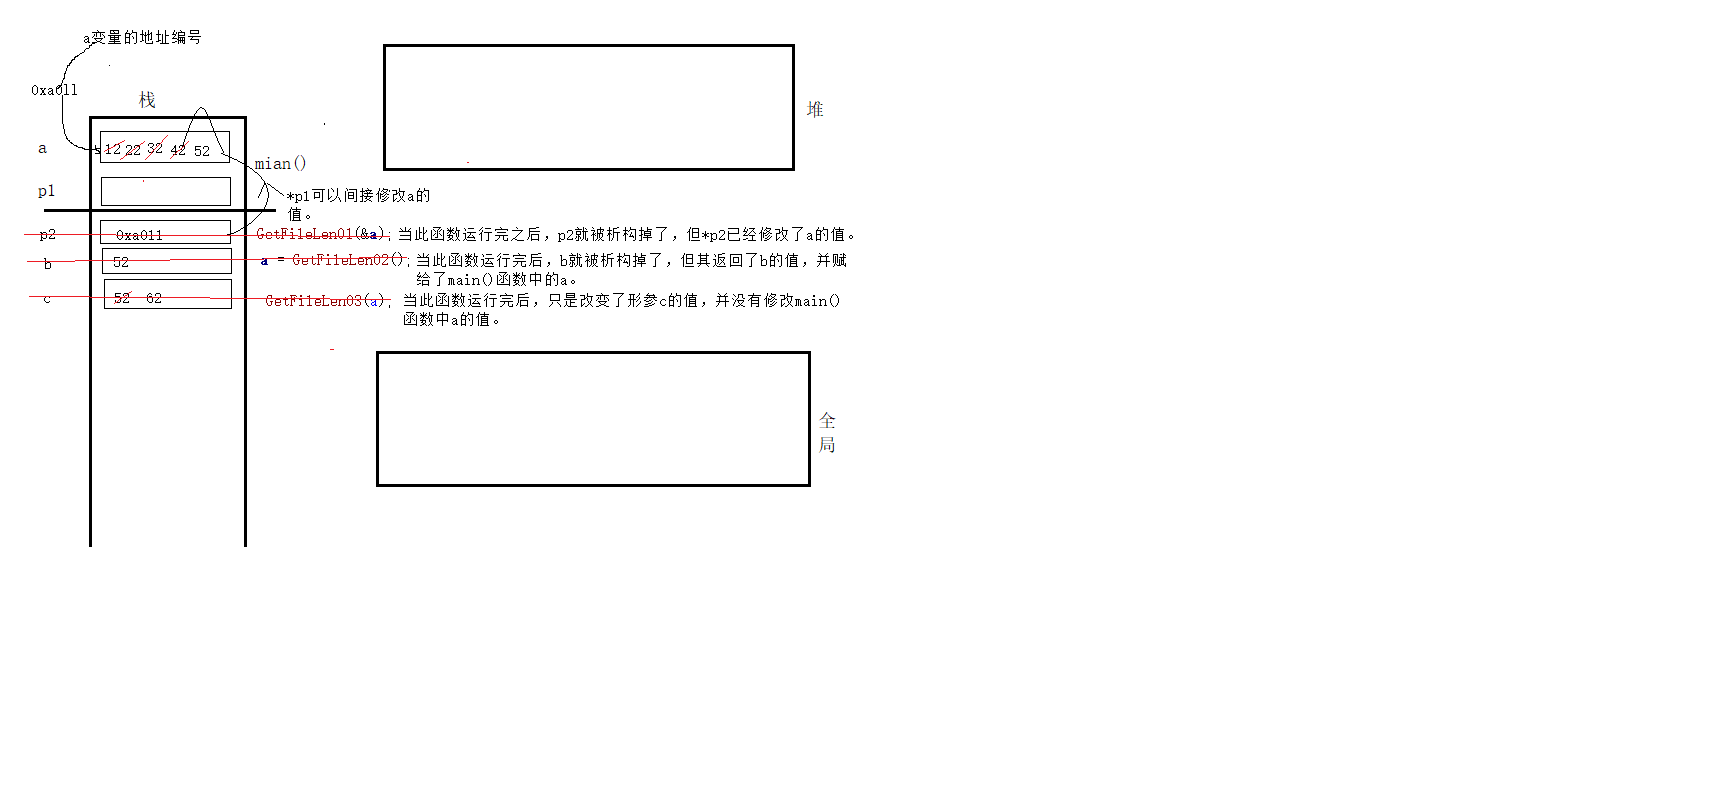 a变量的地址编号
0xa011
栈
堆
a
12 22 32 42 52
mian()
p1
*p1可以间接修改a的
值。
p2
0xa011
GetFileLen01(&a); 当此函数运行完之后，p2就被析构掉了，但*p2已经修改了a的值。
b
52
a = GetFileLen02(); 当此函数运行完后，b就被析构掉了，但其返回了b的值，并赋
给了main()函数中的a。
c
52 62
GetFileLen03(a); 当此函数运行完后，只是改变了形参c的值，并没有修改main()
函数中a的值。
全
局